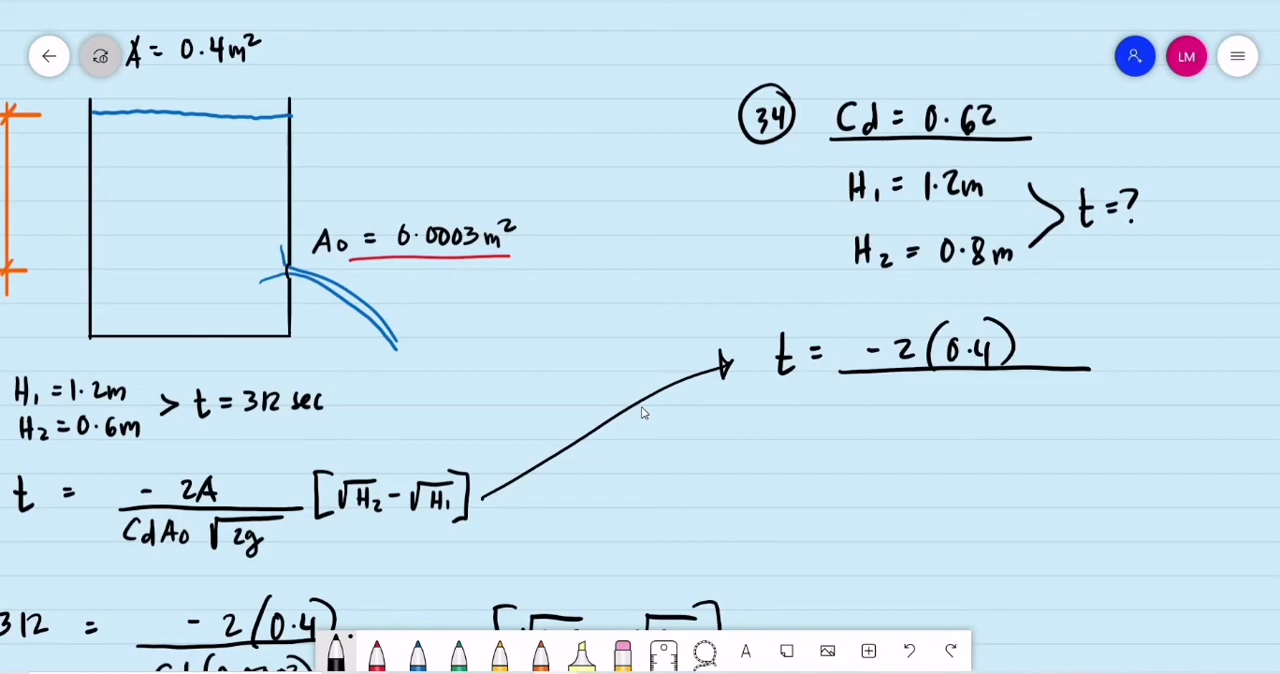 A = 0.4m²
LM
34 Cd = 0.62
H₁ = 1.2m
t = ?
H₂ = 0.8m
A₀ = 0.0003m²
t = - 2(0.4)
H₁ = 1.2m
H₂ = 0.6m
> t = 312 sec
t = - 2A / CdA₀ √2g [√H₂ - √H₁]
312 = - 2(0.4)
A